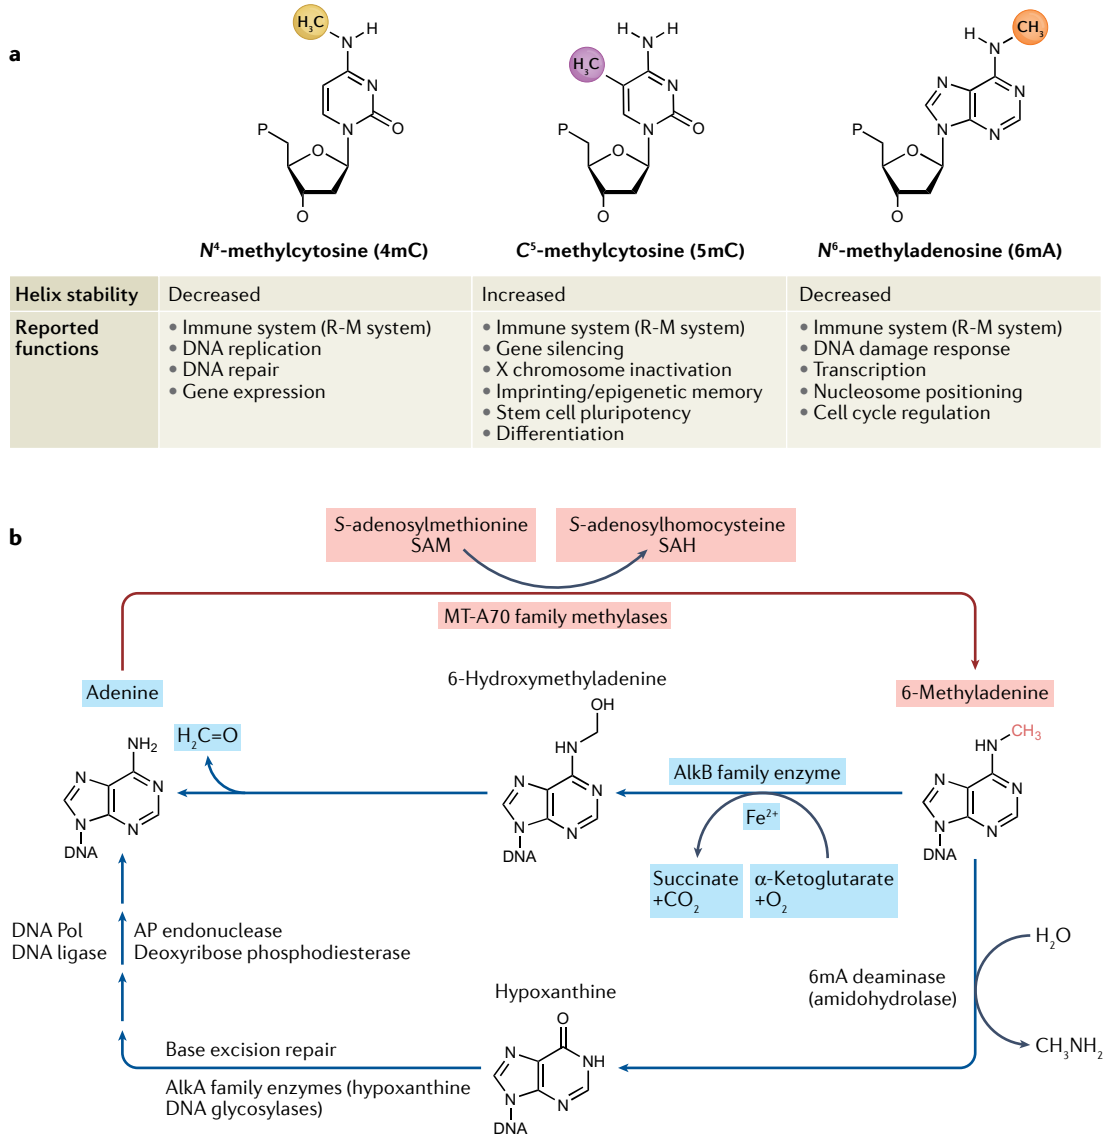 a
H₃C
N
H
N
N
O
P
O
O
N⁴-methylcytosine (4mC)
H
H
N
H₃C
N
N
O
P
O
O
C⁵-methylcytosine (5mC)
H
CH₃
N
N
N
N
N
P
O
O
N⁶-methyladenosine (6mA)
Helix stability
Decreased
Increased
Decreased
Reported
functions
• Immune system (R-M system)
• DNA replication
• DNA repair
• Gene expression
• Immune system (R-M system)
• Gene silencing
• X chromosome inactivation
• Imprinting/epigenetic memory
• Stem cell pluripotency
• Differentiation
• Immune system (R-M system)
• DNA damage response
• Transcription
• Nucleosome positioning
• Cell cycle regulation
b
S-adenosylmethionine
SAM
S-adenosylhomocysteine
SAH
MT-A70 family methylases
Adenine
NH₂
N
N
N
N
DNA
H₂C=O
6-Hydroxymethyladenine
OH
HN
N
N
N
N
DNA
6-Methyladenine
CH₃
HN
N
N
N
N
DNA
AlkB family enzyme
Fe²⁺
Succinate
+CO₂
α-Ketoglutarate
+O₂
DNA Pol
DNA ligase
AP endonuclease
Deoxyribose phosphodiesterase
H₂O
6mA deaminase
(amidohydrolase)
CH₃NH₂
Hypoxanthine
O
N
NH
N
N
DNA
Base excision repair
AlkA family enzymes (hypoxanthine
DNA glycosylases)